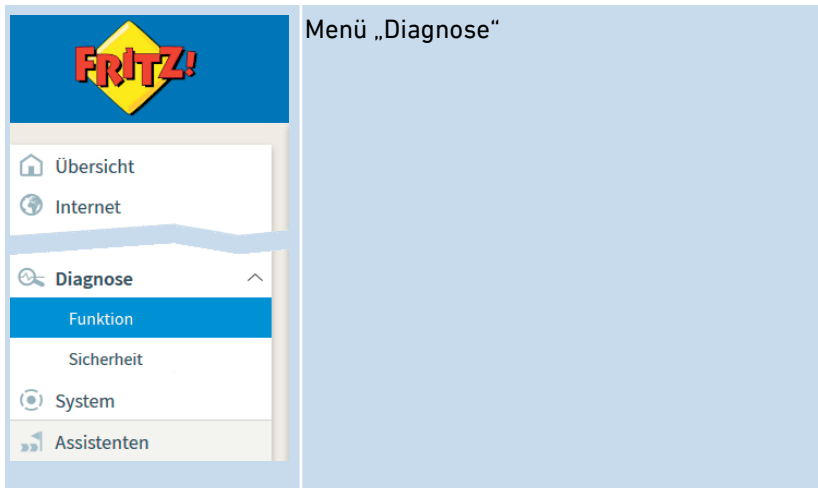 FRITZ!
Übersicht
Internet
Diagnose
Funktion
Sicherheit
System
Assistenten
Menü „Diagnose“